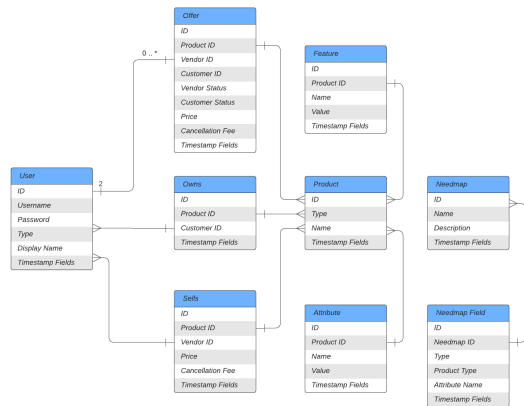 Offer
ID
Product ID
Vendor ID
Customer ID
Vendor Status
Customer Status
Price
Cancellation Fee
Timestamp Fields
0 .. *
Feature
ID
Product ID
Name
Value
Timestamp Fields
User
ID
Username
Password
Type
Display Name
Timestamp Fields
2
Owns
ID
Product ID
Customer ID
Timestamp Fields
Product
ID
Type
Name
Timestamp Fields
Needmap
ID
Name
Description
Timestamp Fields
Sells
ID
Product ID
Vendor ID
Price
Cancellation Fee
Timestamp Fields
Attribute
ID
Product ID
Name
Value
Timestamp Fields
Needmap Field
ID
Needmap ID
Type
Product Type
Attribute Name
Timestamp Fields